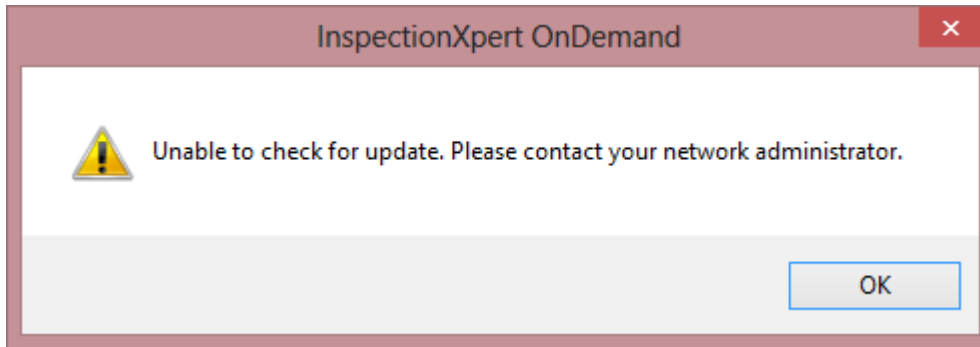 InspectionXpert OnDemand
Unable to check for update. Please contact your network administrator.
OK